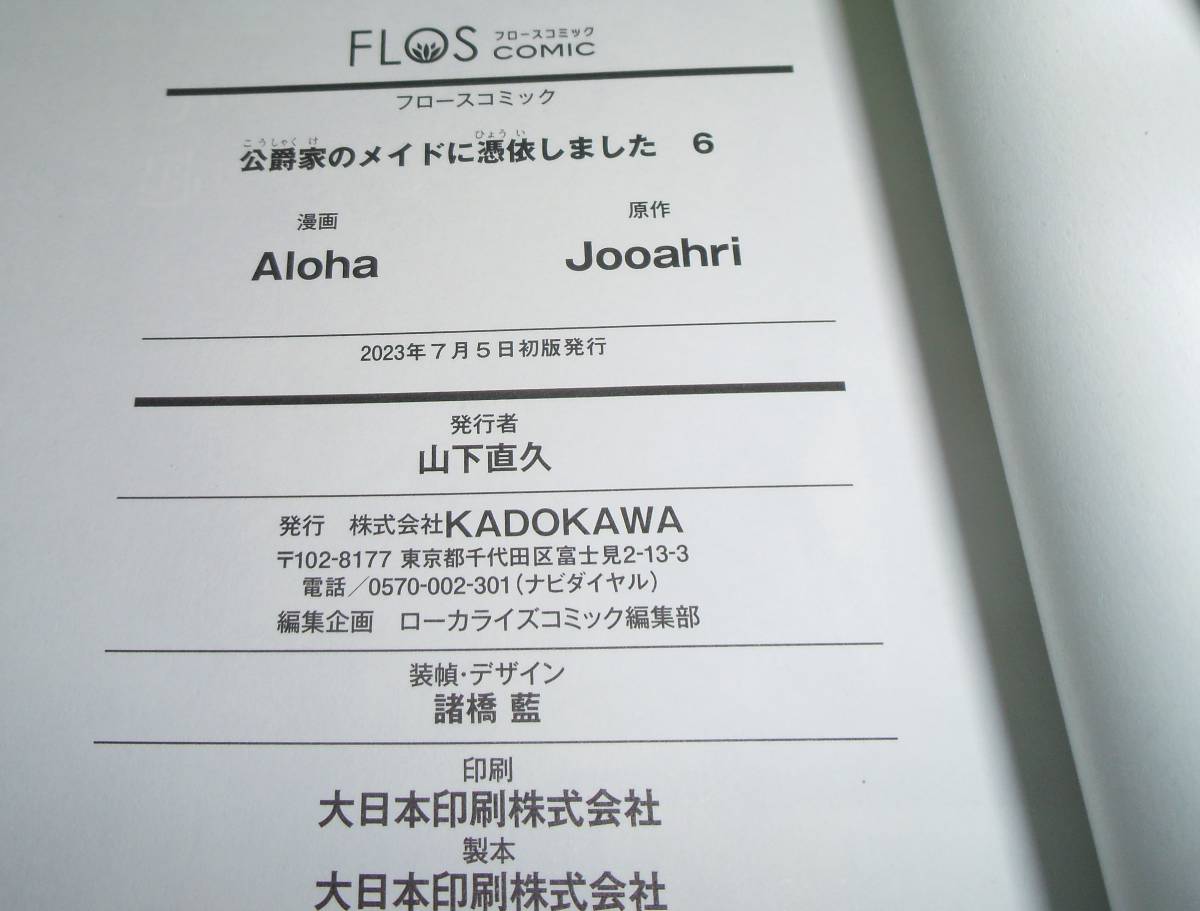 FLOS フロースコミック COMIC
フロースコミック
こうしゃくけ ひょうい
公爵家のメイドに憑依しました 6
漫画 原作
Aloha Jooahri
2023年7月5日初版発行
発行者
山下直久
発行 株式会社KADOKAWA
〒102-8177 東京都千代田区富士見2-13-3
電話／0570-002-301（ナビダイヤル）
編集企画 ローカライズコミック編集部
装幀・デザイン
諸橋 藍
印刷
大日本印刷株式会社
製本
大日本印刷株式会社